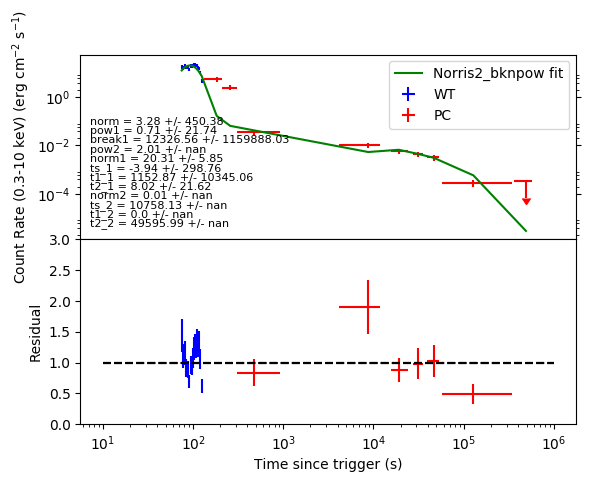 Count Rate (0.3-10 keV) (erg cm⁻² s⁻¹)
10⁰
10⁻²
10⁻⁴
Norris2_bknpow fit
WT
PC
norm = 3.28 +/- 450.38
pow1 = 0.71 +/- 21.74
break1 = 12326.56 +/- 1159888.03
pow2 = 2.01 +/- nan
norm1 = 20.31 +/- 5.85
ts_1 = -3.94 +/- 298.76
t1_1 = 1152.87 +/- 10345.06
t2_1 = 8.02 +/- 21.62
norm2 = 0.01 +/- nan
ts_2 = 10758.13 +/- nan
t1_2 = 0.0 +/- nan
t2_2 = 49595.99 +/- nan
Residual
3.0
2.5
2.0
1.5
1.0
0.5
0.0
10¹ 10² 10³ 10⁴ 10⁵ 10⁶
Time since trigger (s)